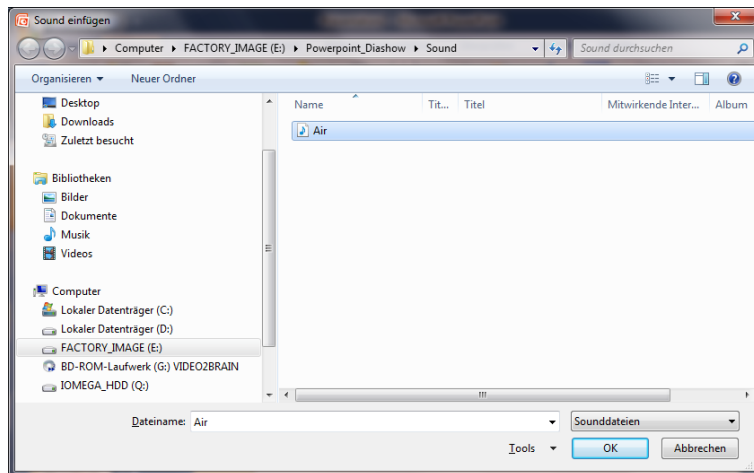 Sound einfügen
Computer FACTORY_IMAGE (E:) Powerpoint_Diashow Sound Sound durchsuchen
Organisieren Neuer Ordner
Desktop
Downloads
Zuletzt besucht
Bibliotheken
Bilder
Dokumente
Musik
Videos
Computer
Lokaler Datenträger (C:)
Lokaler Datenträger (D:)
FACTORY_IMAGE (E:)
BD-ROM-Laufwerk (G:) VIDEO2BRAIN
IOMEGA_HDD (Q:)
Name Tit... Titel Mitwirkende Inter... Album
Air
Dateiname: Air Sounddateien
Tools OK Abbrechen